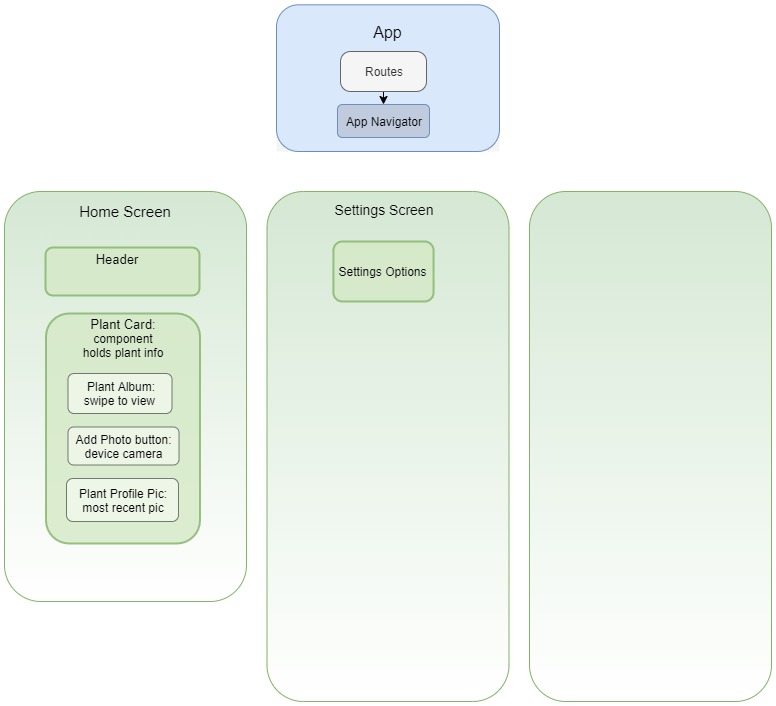 App
Routes
App Navigator
Home Screen
Header
Plant Card:
component
holds plant info
Plant Album:
swipe to view
Add Photo button:
device camera
Plant Profile Pic:
most recent pic
Settings Screen
Settings Options